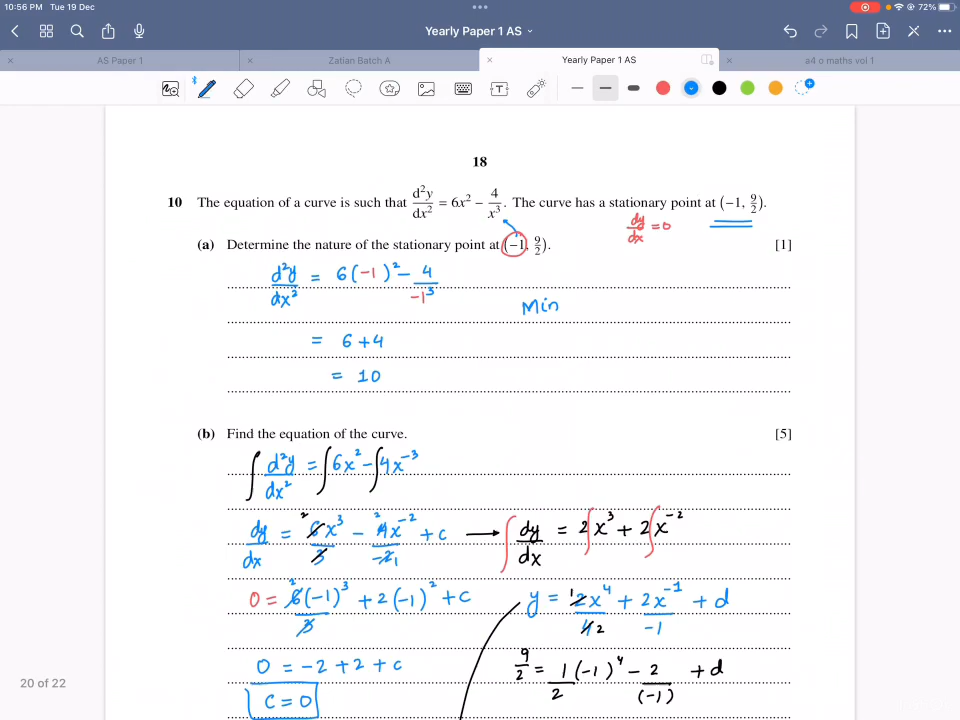 10:56 PM Tue 19 Dec
72%
Yearly Paper 1 AS
AS Paper 1
Zatian Batch A
Yearly Paper 1 AS
a4 o maths vol 1
18
10 The equation of a curve is such that d²y/dx² = 6x² − 4/x³. The curve has a stationary point at (−1, 9/2).
dy/dx = 0
(a) Determine the nature of the stationary point at (−1, 9/2). [1]
d²y/dx² = 6(-1)² − 4/-1³
Min
= 6 + 4
= 10
(b) Find the equation of the curve. [5]
∫ d²y/dx² = ∫ 6x² − ∫ 4x⁻³
dy/dx = 6x³/3 − 4x⁻²/-2 + c → ∫ dy/dx = 2∫x³ + 2∫x⁻²
0 = 6(-1)³/3 + 2(-1)² + c
y = 2x⁴/4 + 2x⁻¹/-1 + d
0 = −2 + 2 + c
9/2 = 1/2 (-1)⁴ − 2/(-1) + d
c = 0
20 of 22